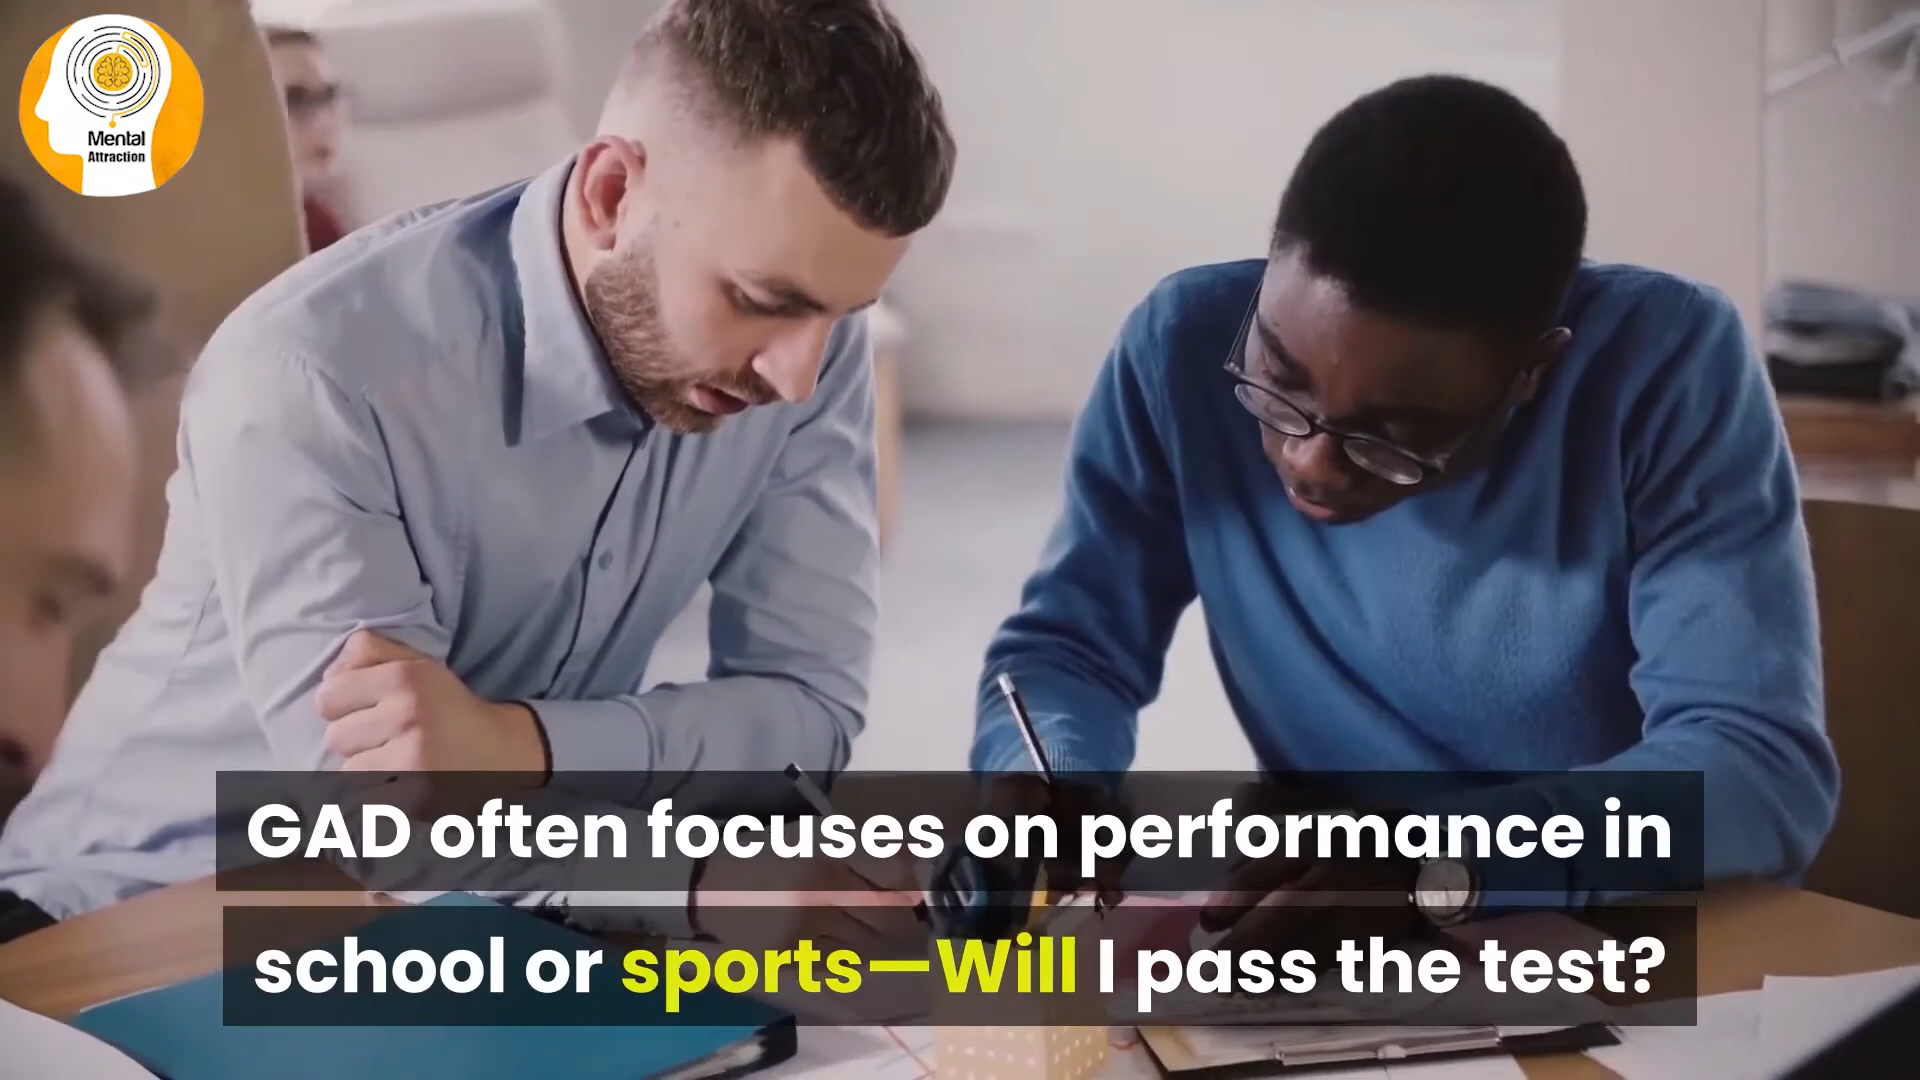 Mental
Attraction
GAD often focuses on performance in
school or sports—Will I pass the test?